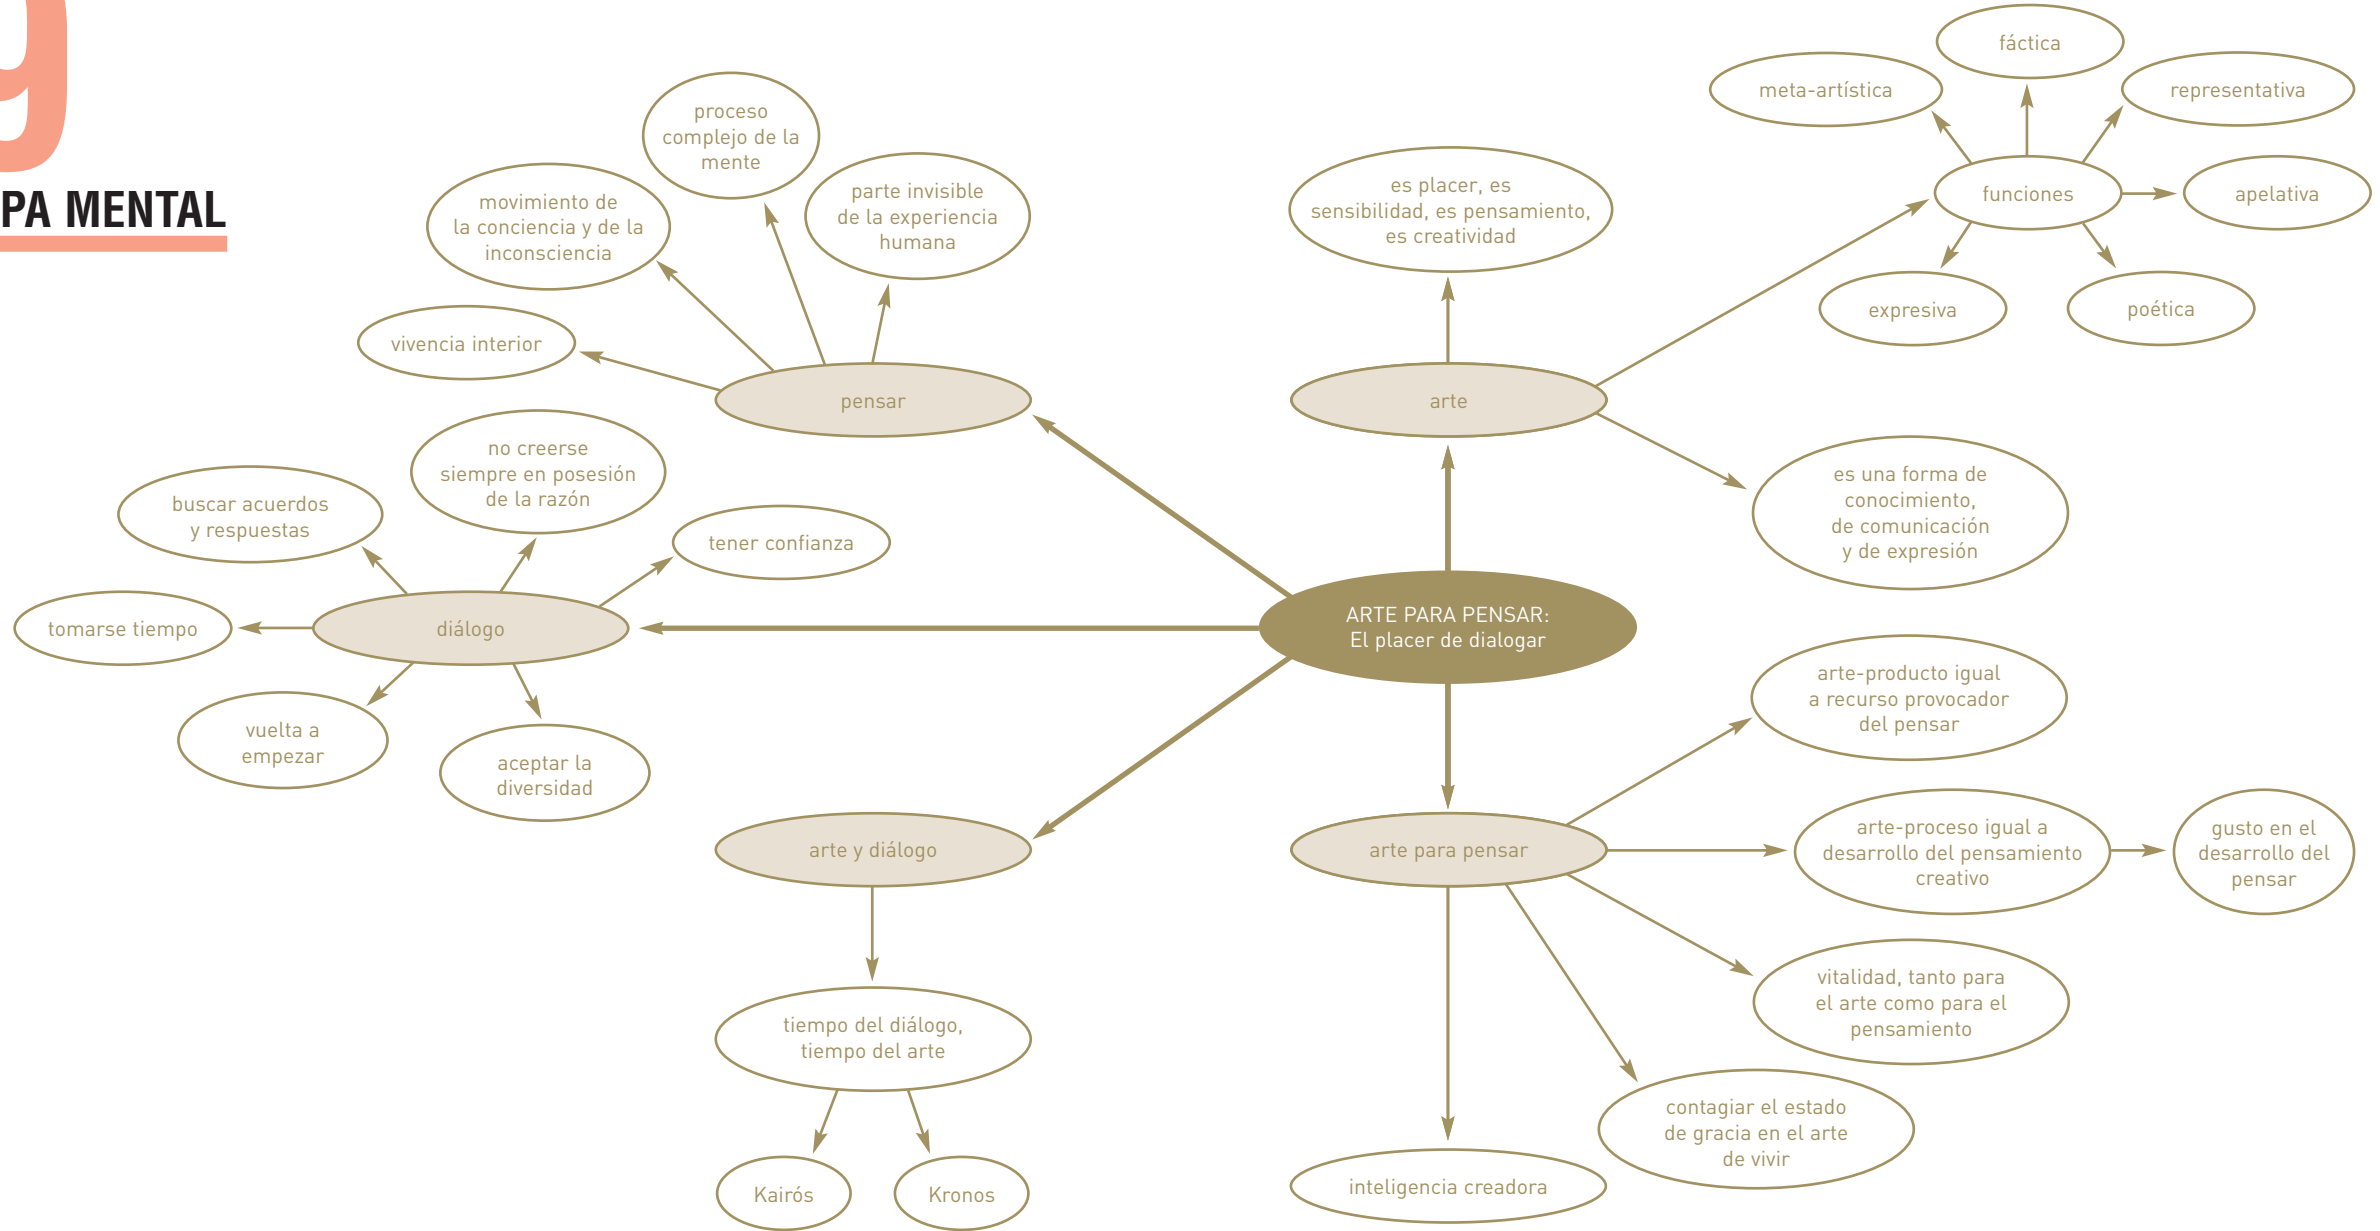 9
PA MENTAL
proceso
complejo de la
mente
movimiento de
la conciencia y de la
inconsciencia
parte invisible
de la experiencia
humana
vivencia interior
pensar
no creerse
siempre en posesión
de la razón
buscar acuerdos
y respuestas
tener confianza
tomarse tiempo
diálogo
vuelta a
empezar
aceptar la
diversidad
arte y diálogo
tiempo del diálogo,
tiempo del arte
Kairós
Kronos
fáctica
meta-artística
representativa
es placer, es
sensibilidad, es pensamiento,
es creatividad
funciones
apelativa
expresiva
poética
arte
es una forma de
conocimiento,
de comunicación
y de expresión
ARTE PARA PENSAR:
El placer de dialogar
arte-producto igual
a recurso provocador
del pensar
arte para pensar
arte-proceso igual a
desarrollo del pensamiento
creativo
gusto en el
desarrollo del
pensar
vitalidad, tanto para
el arte como para el
pensamiento
contagiar el estado
de gracia en el arte
de vivir
inteligencia creadora